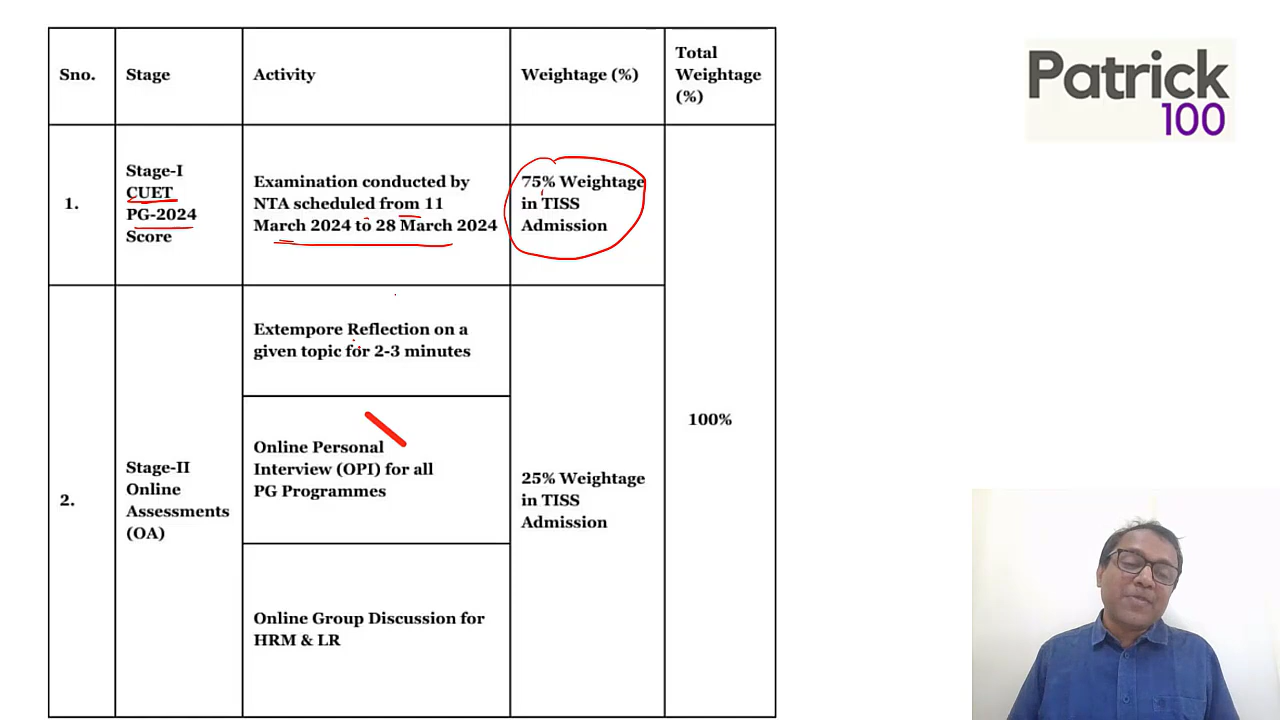 Sno.
Stage
Activity
Weightage (%)
Total
Weightage
(%)
1.
Stage-I
CUET
PG-2024
Score
Examination conducted by
NTA scheduled from 11
March 2024 to 28 March 2024
75% Weightage
in TISS
Admission
2.
Stage-II
Online
Assessments
(OA)
Extempore Reflection on a
given topic for 2-3 minutes
Online Personal
Interview (OPI) for all
PG Programmes
Online Group Discussion for
HRM & LR
25% Weightage
in TISS
Admission
100%
Patrick
100